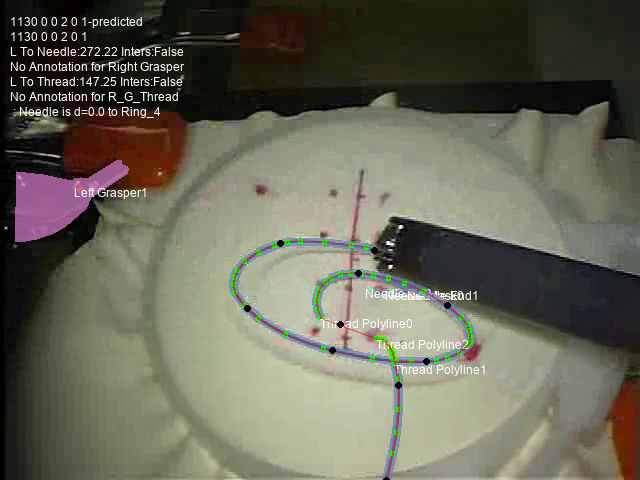 1130 0 0 2 0 1-predicted
1130 0 0 2 0 1
L To Needle:272.22 Inters:False
No Annotation for Right Grasper
L To Thread:147.25 Inters:False
No Annotation for R_G_Thread
: Needle is d=0.0 to Ring_4
Left Grasper1
Thread Polyline0
Thread Polyline2
Thread Polyline1